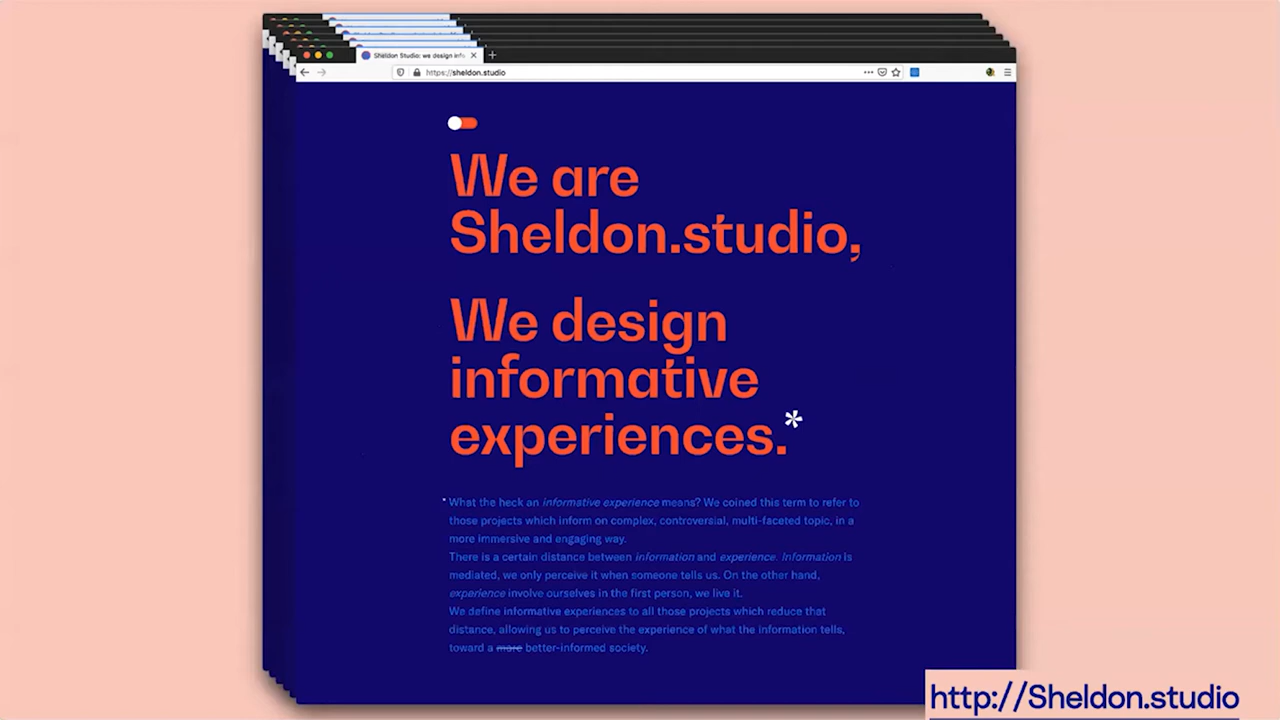 Sheldon Studio: we design info
https://sheldon.studio
We are
Sheldon.studio,
We design
informative
experiences.*
* What the heck an informative experience means? We coined this term to refer to
those projects which inform on complex, controversial, multi-faceted topic, in a
more immersive and engaging way.
There is a certain distance between information and experience. Information is
mediated, we only perceive it when someone tells us. On the other hand,
experience involve ourselves in the first person, we live it.
We define informative experiences to all those projects which reduce that
distance, allowing us to perceive the experience of what the information tells,
toward a more better-informed society.
http://Sheldon.studio